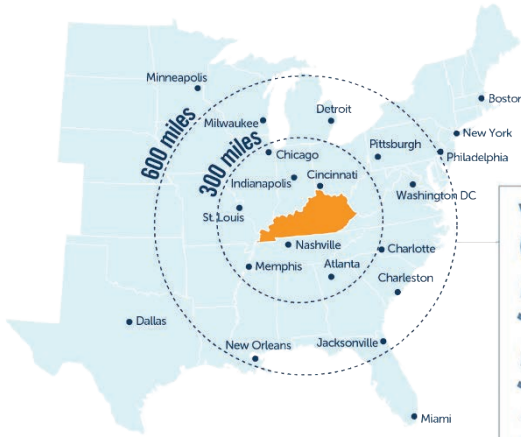 Minneapolis
Boston
Detroit
Milwaukee
600 miles
New York
300 miles
Pittsburgh
Chicago
Philadelphia
Indianapolis
Cincinnati
Washington DC
St. Louis
Nashville
Charlotte
Memphis
Atlanta
Charleston
Dallas
New Orleans
Jacksonville
Miami